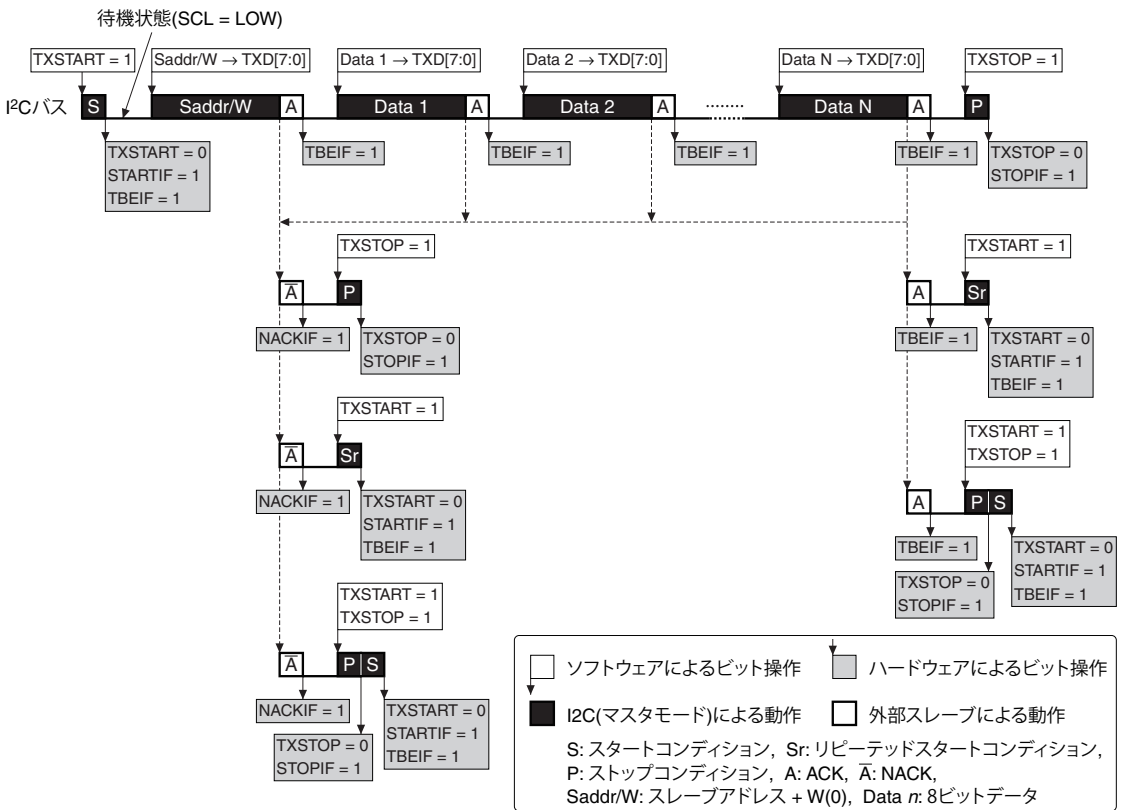 待機状態(SCL = LOW)
TXSTART = 1
Saddr/W → TXD[7:0]
Data 1 → TXD[7:0]
Data 2 → TXD[7:0]
Data N → TXD[7:0]
TXSTOP = 1
I²Cバス
S
Saddr/W
A
Data 1
A
Data 2
A
........
Data N
A
P
TXSTART = 0
STARTIF = 1
TBEIF = 1
TBEIF = 1
TBEIF = 1
TBEIF = 1
TBEIF = 1
TXSTOP = 0
STOPIF = 1
TXSTOP = 1
A̅
P
NACKIF = 1
TXSTOP = 0
STOPIF = 1
TXSTART = 1
A
Sr
TBEIF = 1
TXSTART = 0
STARTIF = 1
TBEIF = 1
TXSTART = 1
A̅
Sr
NACKIF = 1
TXSTART = 0
STARTIF = 1
TBEIF = 1
TXSTART = 1
TXSTOP = 1
A
P
S
TBEIF = 1
TXSTOP = 0
STOPIF = 1
TXSTART = 0
STARTIF = 1
TBEIF = 1
TXSTART = 1
TXSTOP = 1
A̅
P
S
NACKIF = 1
TXSTOP = 0
STOPIF = 1
TXSTART = 0
STARTIF = 1
TBEIF = 1
ソフトウェアによるビット操作
ハードウェアによるビット操作
I2C(マスタモード)による動作
外部スレーブによる動作
S: スタートコンディション, Sr: リピーテッドスタートコンディション,
P: ストップコンディション, A: ACK, A̅: NACK,
Saddr/W: スレーブアドレス + W(0), Data n: 8ビットデータ